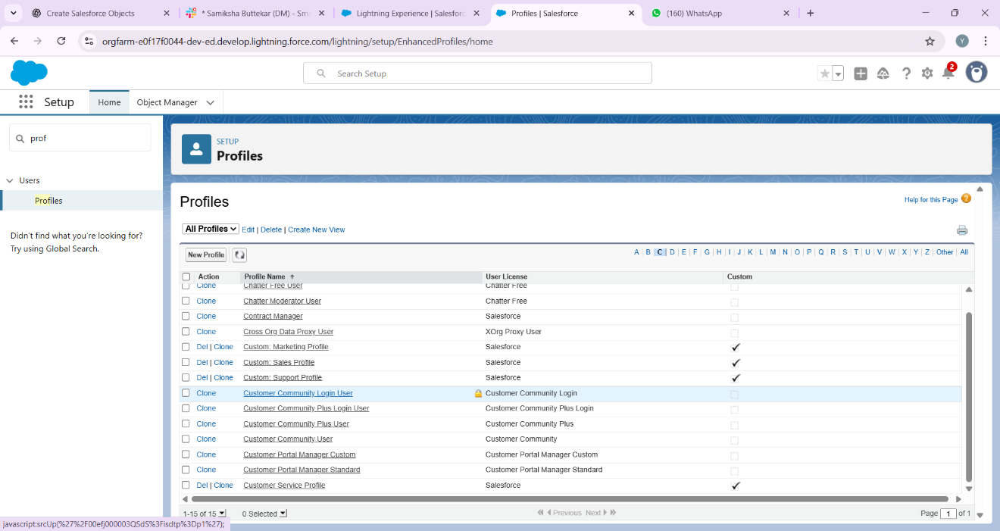 Create Salesforce Objects
* Samiksha Buttekar (DM) - Sma
Lightning Experience | Salesforc
Profiles | Salesforce
(160) WhatsApp
orgfarm-e0f17f0044-dev-ed.develop.lightning.force.com/lightning/setup/EnhancedProfiles/home
Y
Search Setup
2
Setup
Home
Object Manager
prof
Users
Profiles
Didn't find what you're looking for?
Try using Global Search.
SETUP
Profiles
Profiles
Help for this Page ?
All Profiles Edit | Delete | Create New View
New Profile
A | B | C | D | E | F | G | H | I | J | K | L | M | N | O | P | Q | R | S | T | U | V | W | X | Y | Z | Other | All
Action Profile Name User License Custom
Clone Chatter Free User Chatter Free
Clone Chatter Moderator User Chatter Free
Clone Contract Manager Salesforce
Clone Cross Org Data Proxy User XOrg Proxy User
Del | Clone Custom: Marketing Profile Salesforce
Del | Clone Custom: Sales Profile Salesforce
Del | Clone Custom: Support Profile Salesforce
Clone Customer Community Login User Customer Community Login
Clone Customer Community Plus Login User Customer Community Plus Login
Clone Customer Community Plus User Customer Community Plus
Clone Customer Community User Customer Community
Clone Customer Portal Manager Custom Customer Portal Manager Custom
Clone Customer Portal Manager Standard Customer Portal Manager Standard
Del | Clone Customer Service Profile Salesforce
1-15 of 15 0 Selected Previous Next Page 1 of 1
javascript:srcUp(%27%2F00efj000003QSdS%3Fisdtp%3Dp1%27);